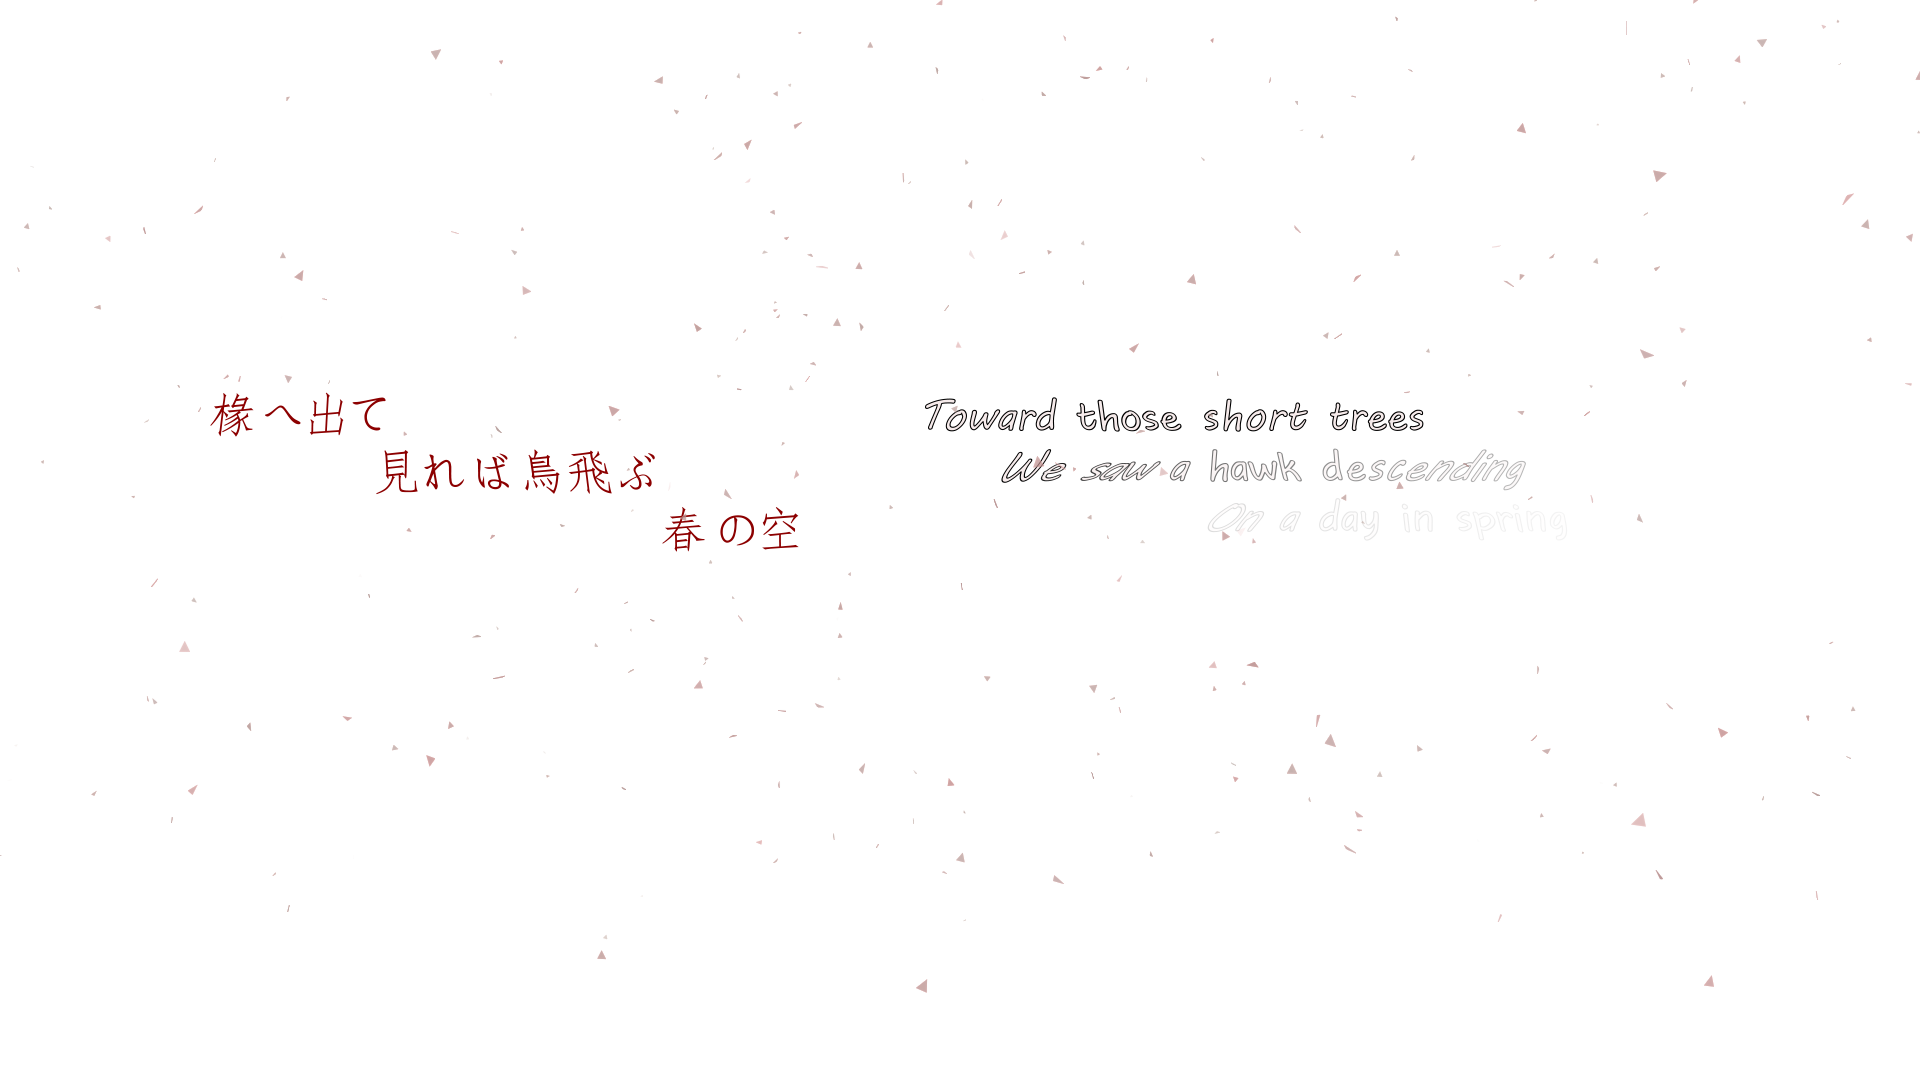 椽へ出て
見れば鳥飛ぶ
春の空
Toward those short trees
We saw a hawk descending
On a day in spring